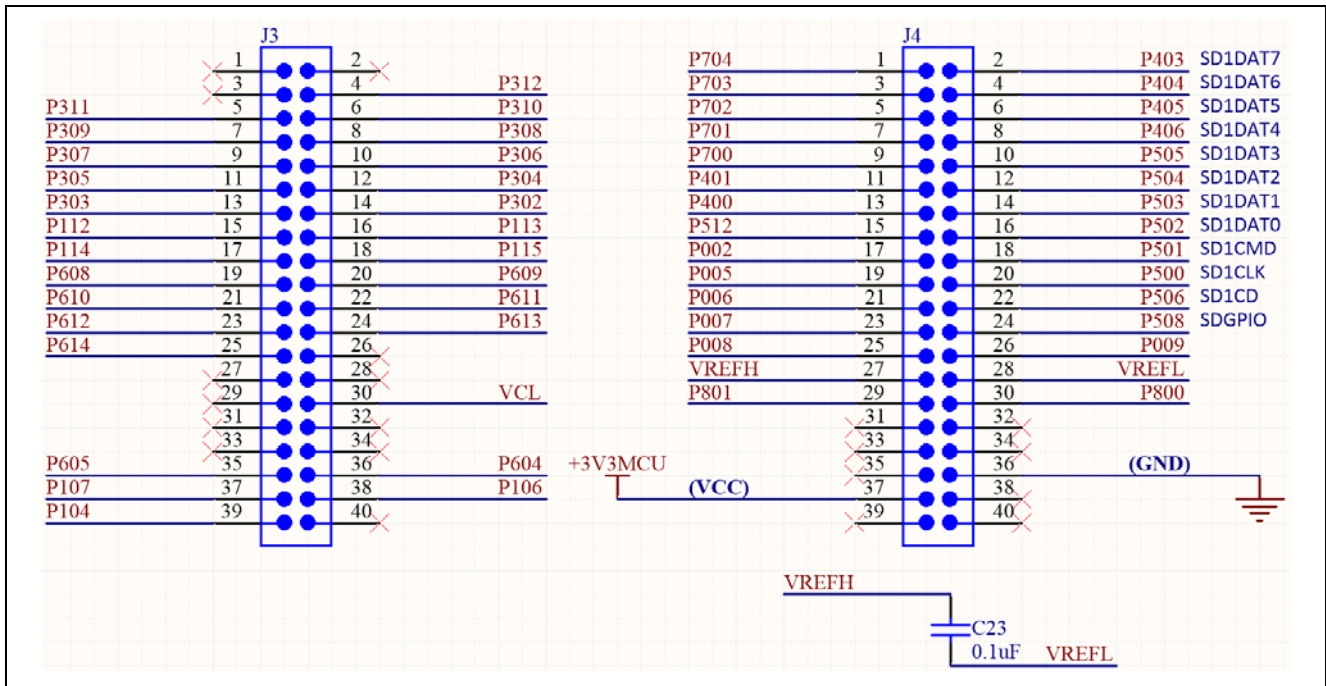 J3 J4
1 2 P704 1 2 P403 SD1DAT7
3 4 P312 P703 3 4 P404 SD1DAT6
P311 5 6 P310 P702 5 6 P405 SD1DAT5
P309 7 8 P308 P701 7 8 P406 SD1DAT4
P307 9 10 P306 P700 9 10 P505 SD1DAT3
P305 11 12 P304 P401 11 12 P504 SD1DAT2
P303 13 14 P302 P400 13 14 P503 SD1DAT1
P112 15 16 P113 P512 15 16 P502 SD1DAT0
P114 17 18 P115 P002 17 18 P501 SD1CMD
P608 19 20 P609 P005 19 20 P500 SD1CLK
P610 21 22 P611 P006 21 22 P506 SD1CD
P612 23 24 P613 P007 23 24 P508 SDGPIO
P614 25 26 P008 25 26 P009
27 28 VREFH 27 28 VREFL
29 30 VCL P801 29 30 P800
31 32 31 32
33 34 33 34
P605 35 36 P604 +3V3MCU 35 36 (GND)
P107 37 38 P106 (VCC) 37 38
P104 39 40 39 40
VREFH
C23
0.1uF VREFL